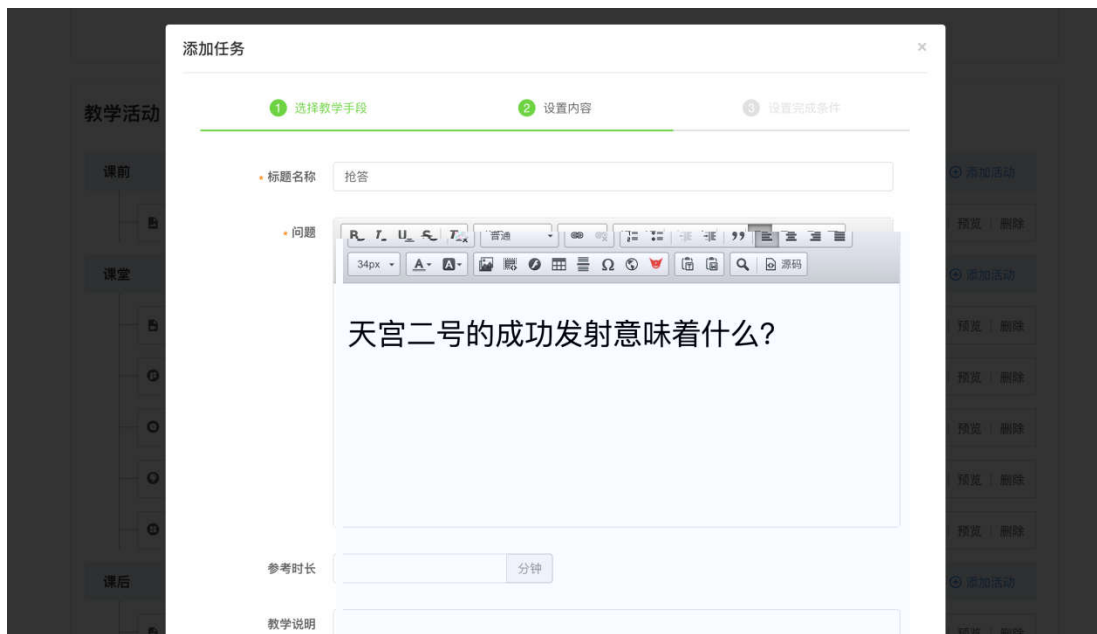 添加任务
×
教学活动
1 选择教学手段
2 设置内容
3 设置完成条件
课前
添加活动
• 标题名称
抢答
预览 | 删除
• 问题
普通
34px
源码
课堂
添加活动
天宫二号的成功发射意味着什么?
预览 | 删除
预览 | 删除
预览 | 删除
预览 | 删除
预览 | 删除
参考时长
分钟
课后
添加活动
教学说明
预览 | 删除